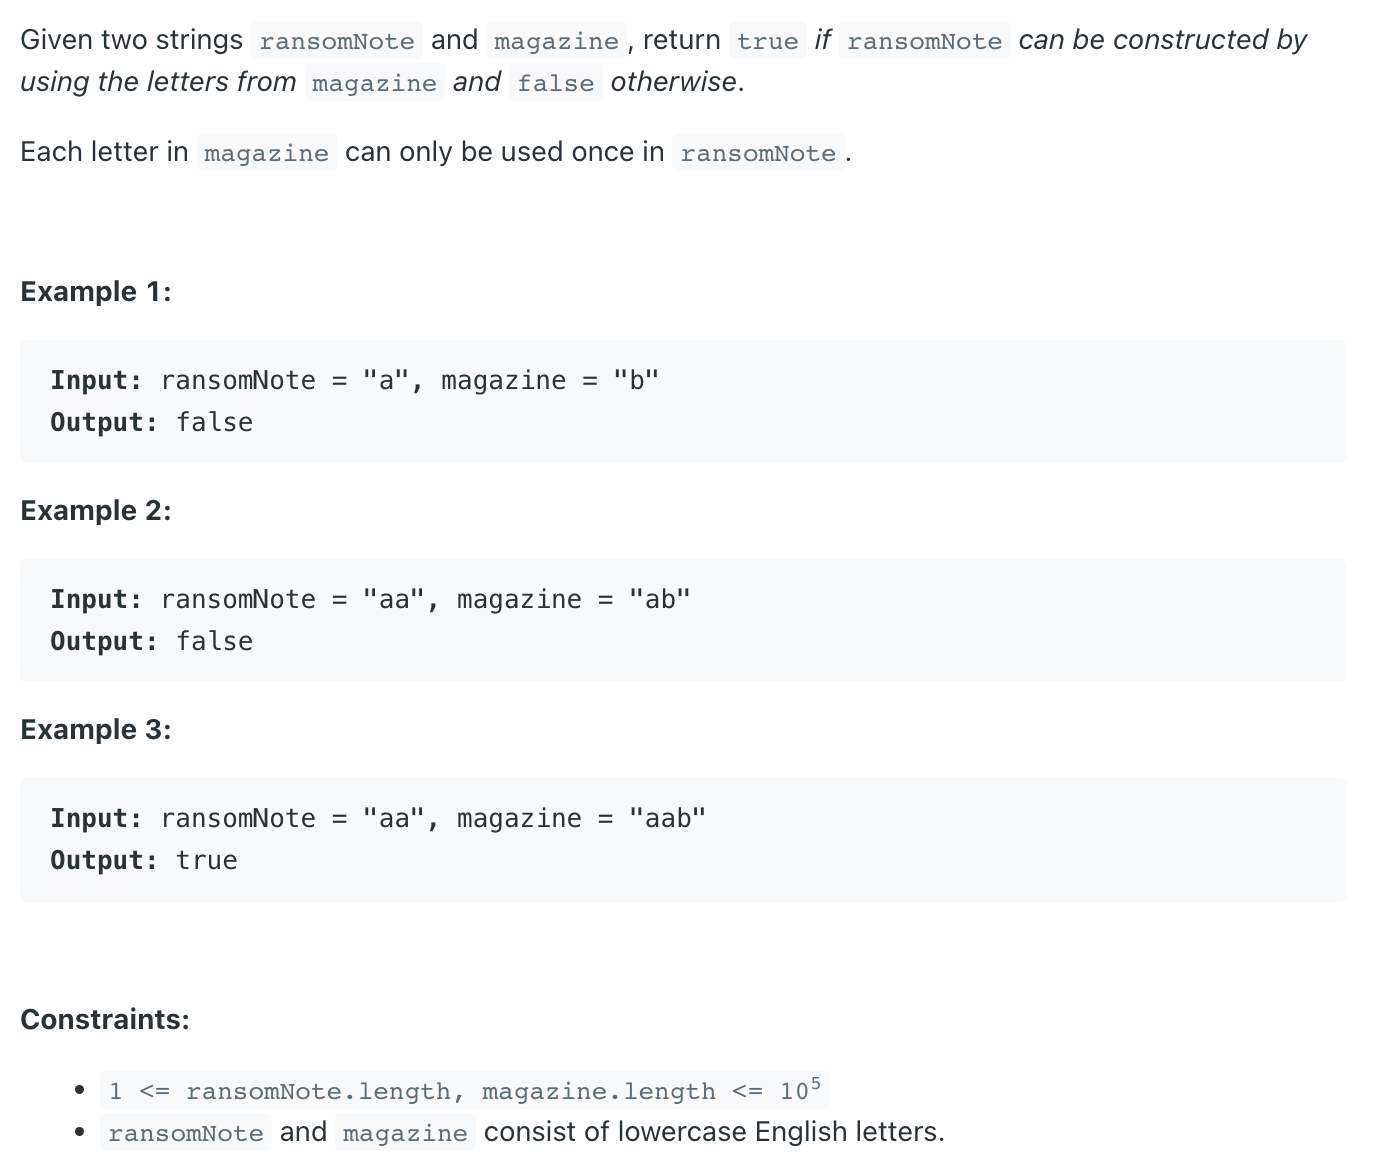 Given two strings ransomNote and magazine, return true if ransomNote can be constructed by
using the letters from magazine and false otherwise.
Each letter in magazine can only be used once in ransomNote.
Example 1:
Input: ransomNote = "a", magazine = "b"
Output: false
Example 2:
Input: ransomNote = "aa", magazine = "ab"
Output: false
Example 3:
Input: ransomNote = "aa", magazine = "aab"
Output: true
Constraints:
• 1 <= ransomNote.length, magazine.length <= 10⁵
• ransomNote and magazine consist of lowercase English letters.